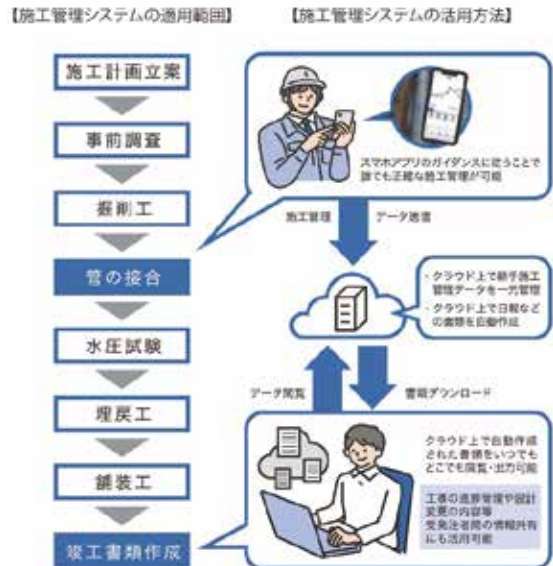 【施工管理システムの適用範囲】
【施工管理システムの活用方法】
施工計画立案
事前調査
掘削工
管の接合
水圧試験
埋戻工
舗装工
竣工書類作成
スマホアプリのガイダンスに従うことで
誰でも正確な施工管理が可能
施工管理
データ送信
・クラウド上で継手施工
管理データを一元管理
・クラウド上で日報など
の書類を自動作成
データ閲覧
書類ダウンロード
クラウド上で自動作成
された書類をいつでも
どこでも閲覧・出力可能
工事の進捗管理や設計
変更の内容等
受発注者間の情報共有
にも活用可能